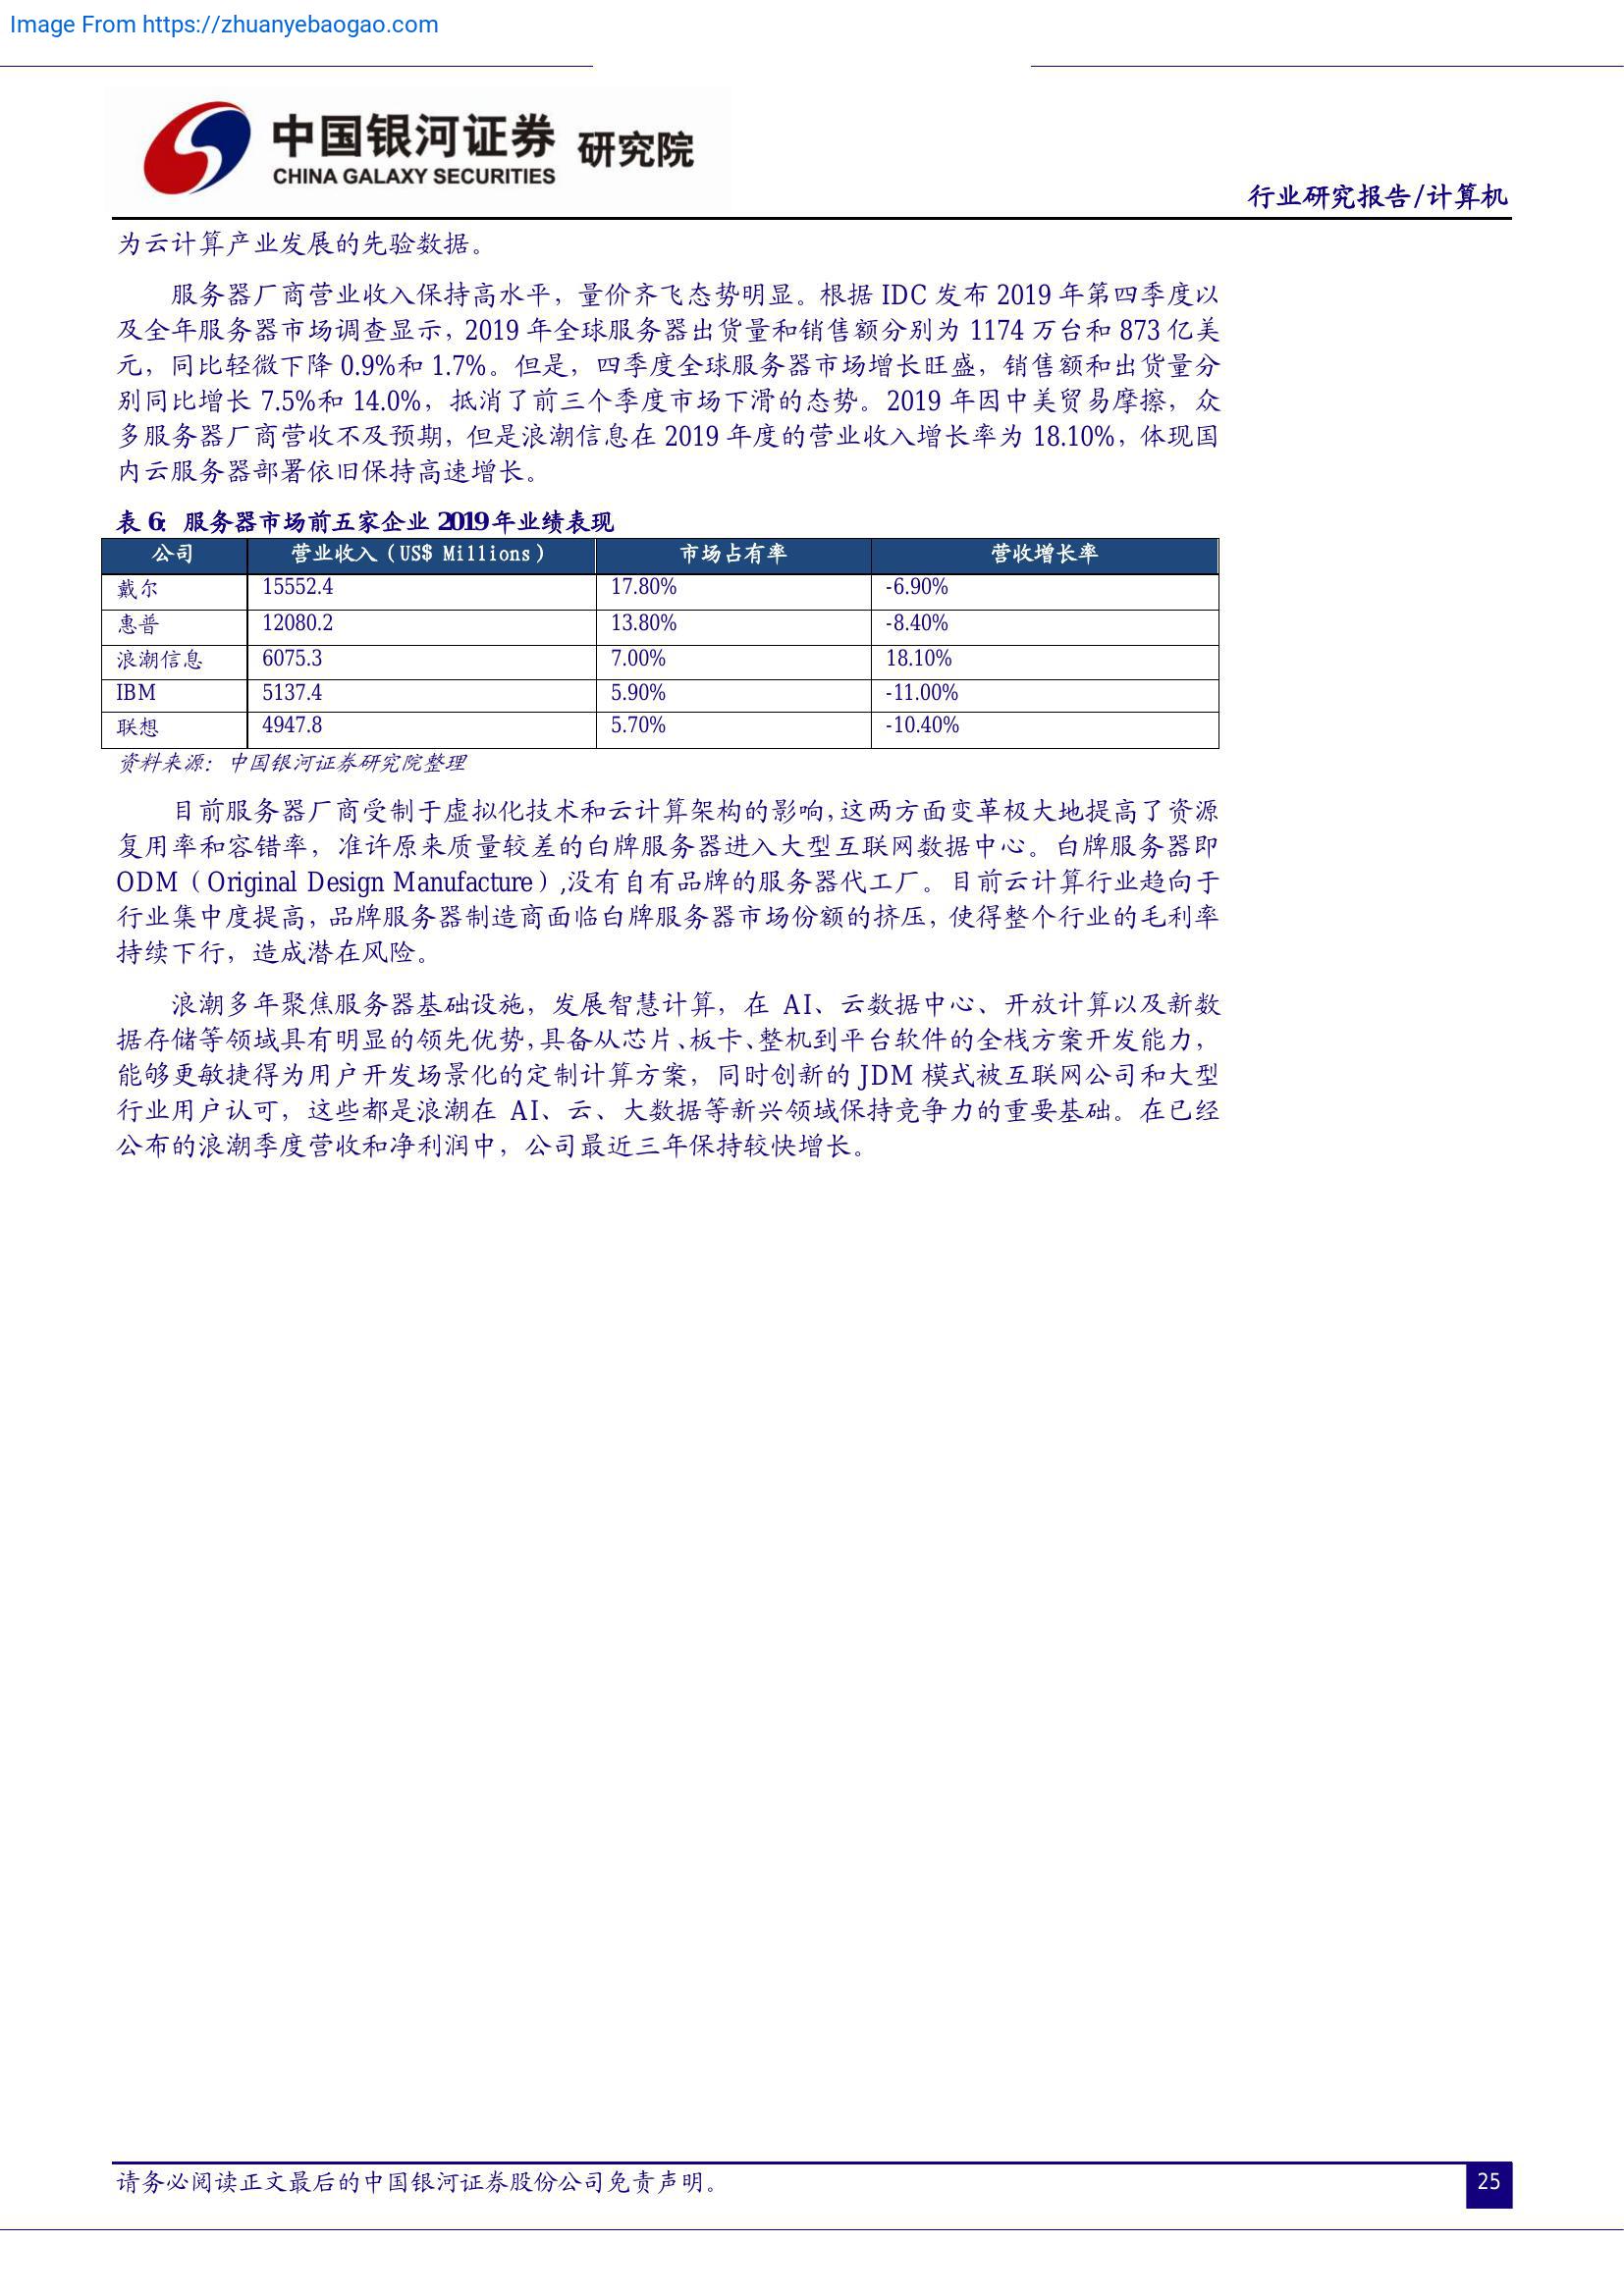 Image From https://zhuanyebaogao.com
中国银河证券 研究院
CHINA GALAXY SECURITIES
行业研究报告/计算机
为云计算产业发展的先验数据。
服务器厂商营业收入保持高水平，量价齐飞态势明显。根据 IDC 发布 2019 年第四季度以
及全年服务器市场调查显示，2019 年全球服务器出货量和销售额分别为 1174 万台和 873 亿美
元，同比轻微下降 0.9%和 1.7%。但是，四季度全球服务器市场增长旺盛，销售额和出货量分
别同比增长 7.5%和 14.0%，抵消了前三个季度市场下滑的态势。2019 年因中美贸易摩擦，众
多服务器厂商营收不及预期，但是浪潮信息在 2019 年度的营业收入增长率为 18.10%，体现国
内云服务器部署依旧保持高速增长。
表 6：服务器市场前五家企业 2019 年业绩表现
公司 营业收入（US$ Millions） 市场占有率 营收增长率
戴尔 15552.4 17.80% -6.90%
惠普 12080.2 13.80% -8.40%
浪潮信息 6075.3 7.00% 18.10%
IBM 5137.4 5.90% -11.00%
联想 4947.8 5.70% -10.40%
资料来源：中国银河证券研究院整理
目前服务器厂商受制于虚拟化技术和云计算架构的影响，这两方面变革极大地提高了资源
复用率和容错率，准许原来质量较差的白牌服务器进入大型互联网数据中心。白牌服务器即
ODM（Original Design Manufacture）,没有自有品牌的服务器代工厂。目前云计算行业趋向于
行业集中度提高，品牌服务器制造商面临白牌服务器市场份额的挤压，使得整个行业的毛利率
持续下行，造成潜在风险。
浪潮多年聚焦服务器基础设施，发展智慧计算，在 AI、云数据中心、开放计算以及新数
据存储等领域具有明显的领先优势，具备从芯片、板卡、整机到平台软件的全栈方案开发能力，
能够更敏捷得为用户开发场景化的定制计算方案，同时创新的 JDM 模式被互联网公司和大型
行业用户认可，这些都是浪潮在 AI、云、大数据等新兴领域保持竞争力的重要基础。在已经
公布的浪潮季度营收和净利润中，公司最近三年保持较快增长。
请务必阅读正文最后的中国银河证券股份公司免责声明。
25